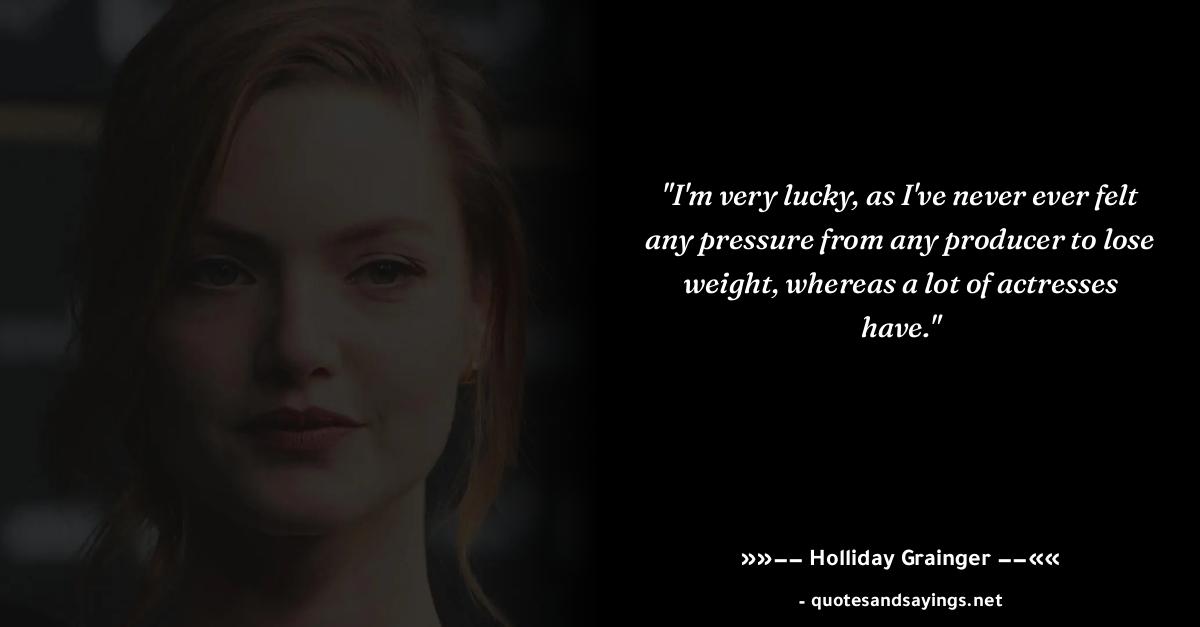 "I'm very lucky, as I've never ever felt
any pressure from any producer to lose
weight, whereas a lot of actresses
have."
»»−− Holliday Grainger −−««
- quotesandsayings.net